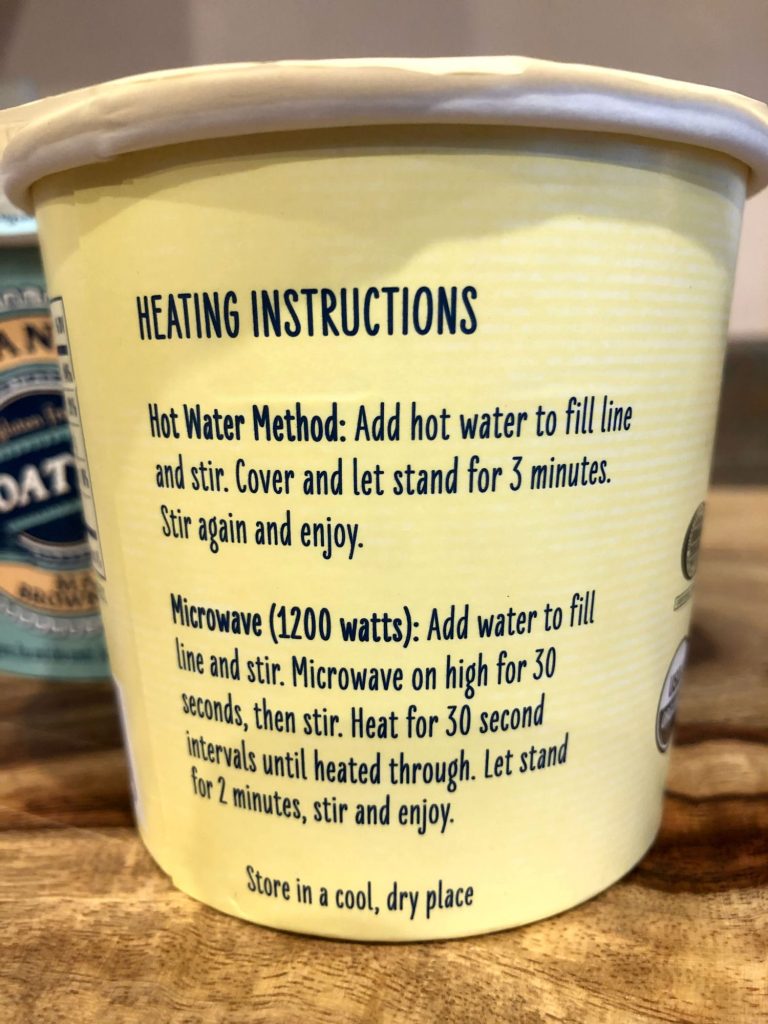 HEATING INSTRUCTIONS
Hot Water Method: Add hot water to fill line
and stir. Cover and let stand for 3 minutes.
Stir again and enjoy.
Microwave (1200 watts): Add water to fill
line and stir. Microwave on high for 30
seconds, then stir. Heat for 30 second
intervals until heated through. Let stand
for 2 minutes, stir and enjoy.
Store in a cool, dry place